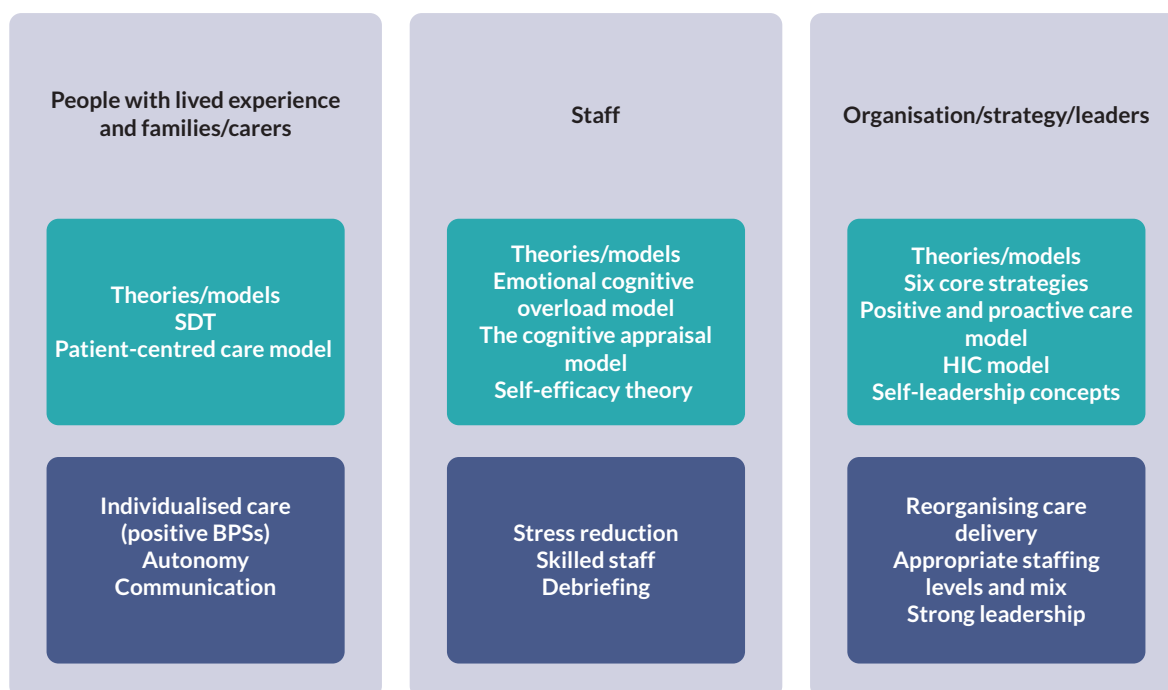 People with lived experience
and families/carers
Theories/models
SDT
Patient-centred care model
Individualised care
(positive BPSs)
Autonomy
Communication
Staff
Theories/models
Emotional cognitive
overload model
The cognitive appraisal
model
Self-efficacy theory
Stress reduction
Skilled staff
Debriefing
Organisation/strategy/leaders
Theories/models
Six core strategies
Positive and proactive care
model
HIC model
Self-leadership concepts
Reorganising care
delivery
Appropriate staffing
levels and mix
Strong leadership